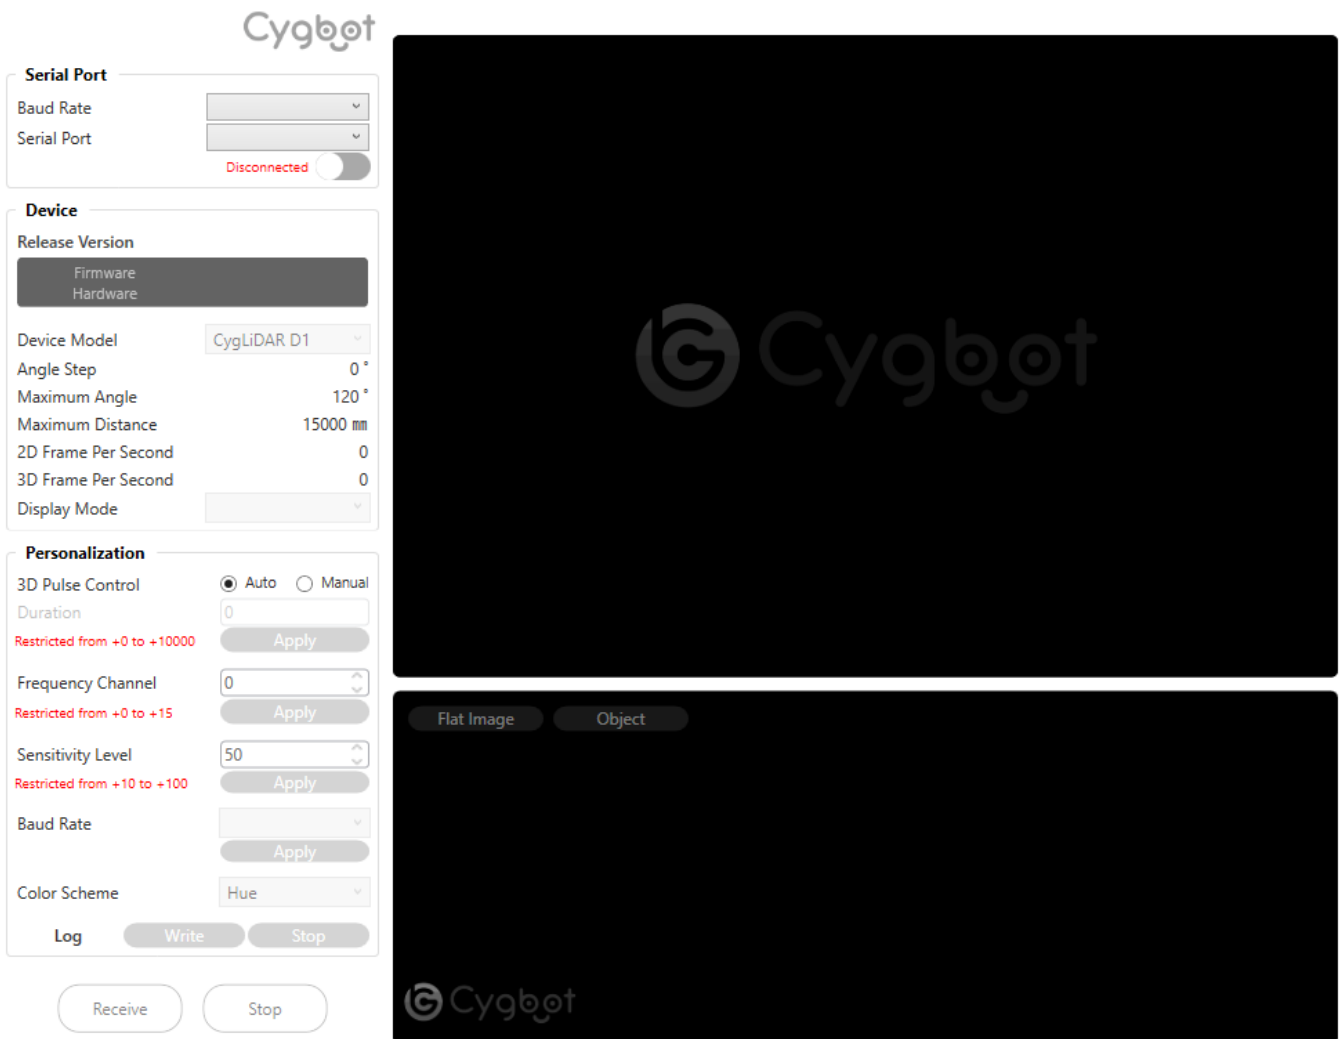 Cygbot
Serial Port
Baud Rate
Serial Port
Disconnected
Device
Release Version
Firmware
Hardware
Device Model CygLiDAR D1
Angle Step 0 °
Maximum Angle 120 °
Maximum Distance 15000 ㎜
2D Frame Per Second 0
3D Frame Per Second 0
Display Mode
Personalization
3D Pulse Control Auto Manual
Duration 0
Restricted from +0 to +10000 Apply
Frequency Channel 0
Restricted from +0 to +15 Apply
Sensitivity Level 50
Restricted from +10 to +100 Apply
Baud Rate
Apply
Color Scheme Hue
Log Write Stop
Receive Stop
Cygbot
Flat Image Object
Cygbot